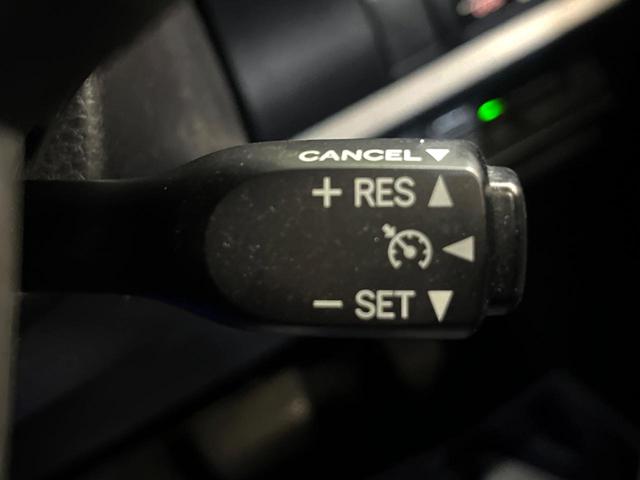 CANCEL ▼
+ RES ▲
◀
− SET ▼